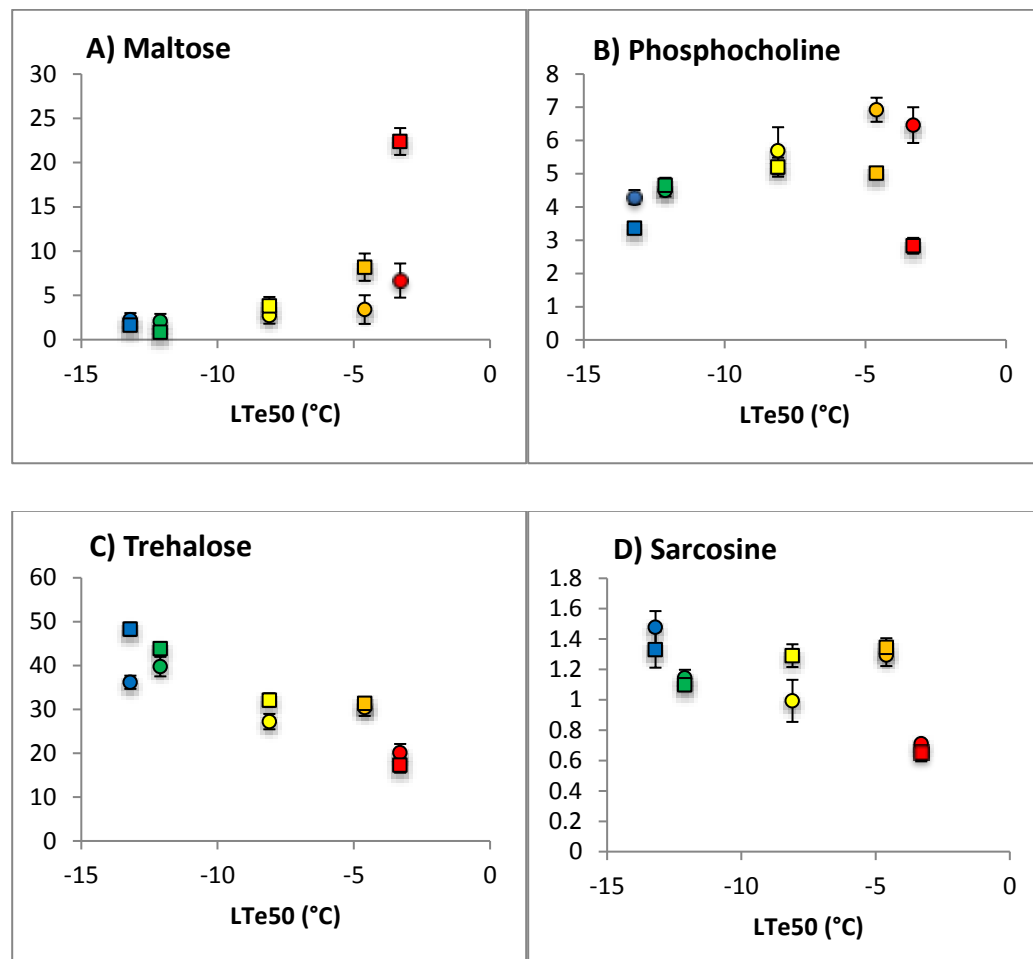 A) Maltose
30
25
20
15
10
5
0
-15 -10 -5 0
LTe50 (°C)
B) Phosphocholine
8
7
6
5
4
3
2
1
0
-15 -10 -5 0
LTe50 (°C)
C) Trehalose
60
50
40
30
20
10
0
-15 -10 -5 0
LTe50 (°C)
D) Sarcosine
1.8
1.6
1.4
1.2
1
0.8
0.6
0.4
0.2
0
-15 -10 -5 0
LTe50 (°C)